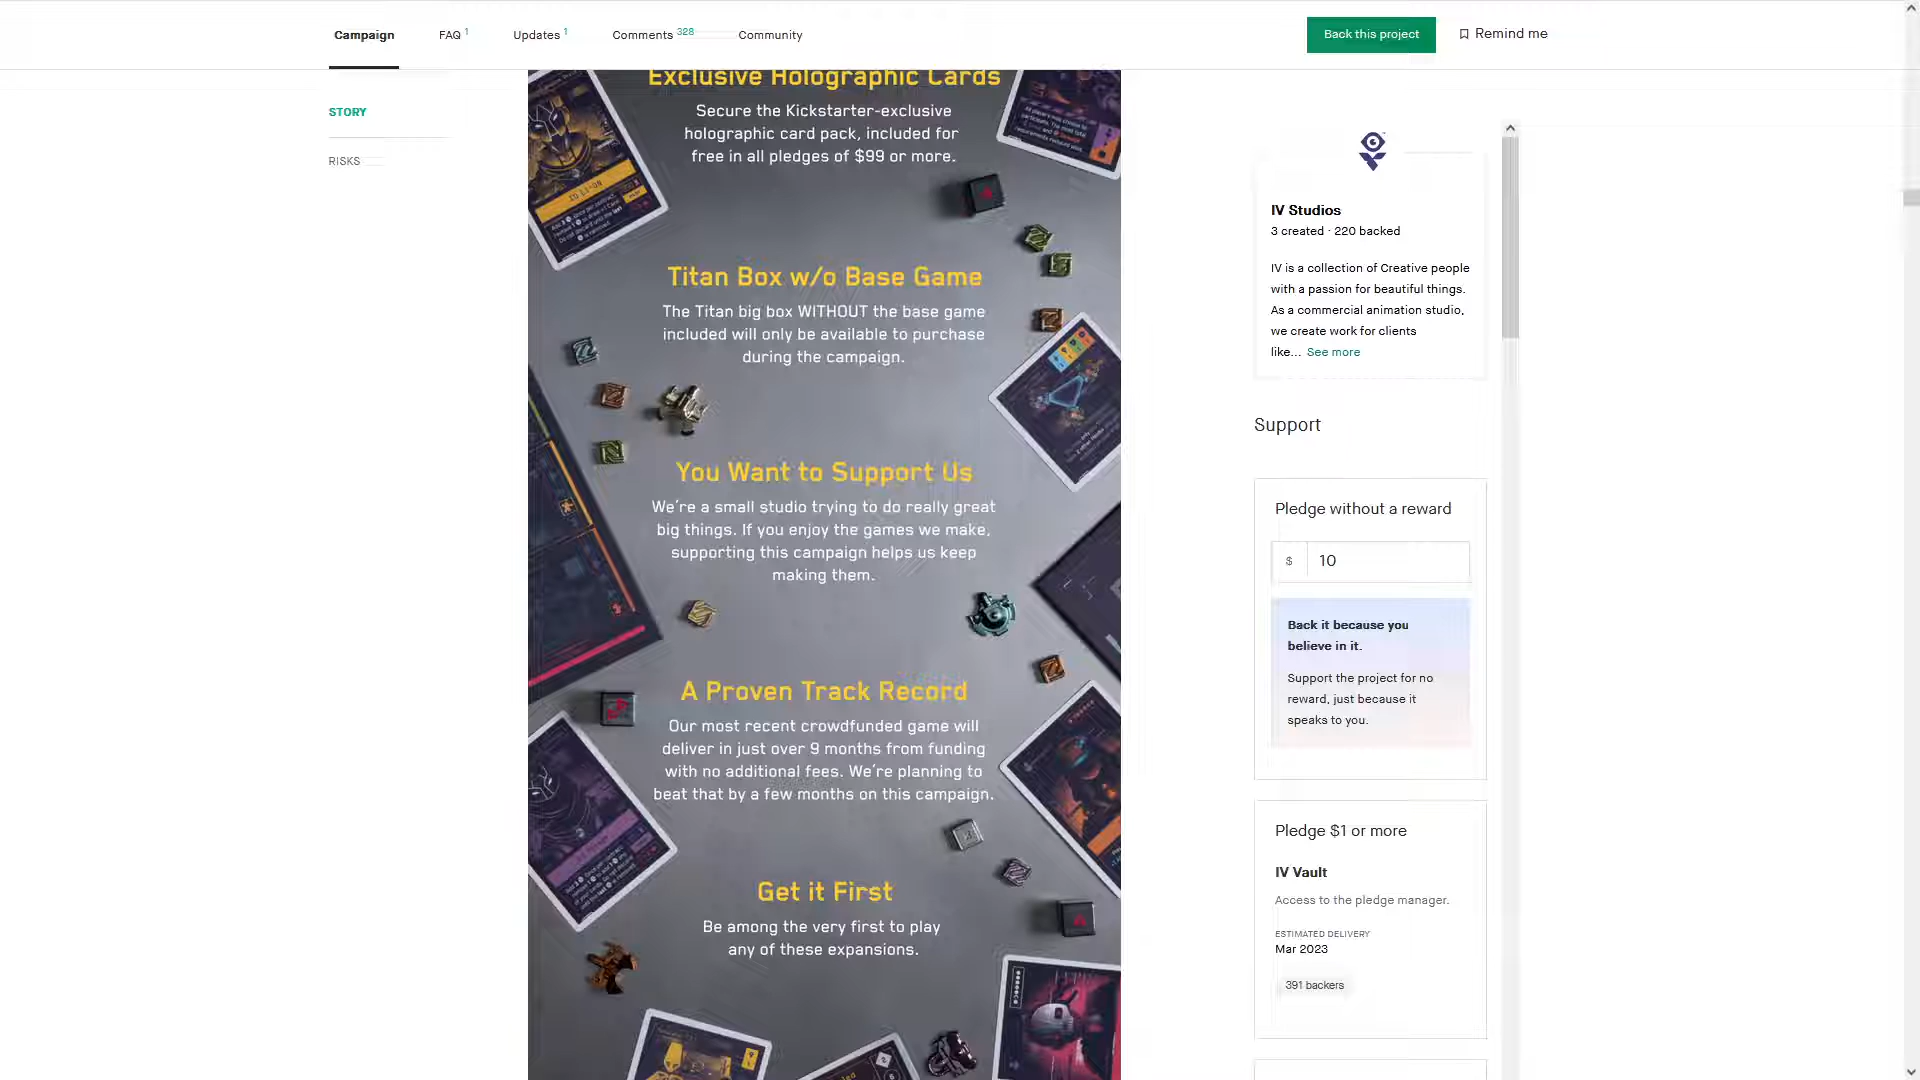 Campaign
FAQ 1
Updates 1
Comments 328
Community
Back this project
Remind me
STORY
RISKS
Exclusive Holographic Cards
Secure the Kickstarter-exclusive
holographic card pack, included for
free in all pledges of $99 or more.
Titan Box w/o Base Game
The Titan big box WITHOUT the base game
included will only be available to purchase
during the campaign.
You Want to Support Us
We're a small studio trying to do really great
big things. If you enjoy the games we make,
supporting this campaign helps us keep
making them.
A Proven Track Record
Our most recent crowdfunded game will
deliver in just over 9 months from funding
with no additional fees. We're planning to
beat that by a few months on this campaign.
Get it First
Be among the very first to play
any of these expansions.
IV Studios
3 created · 220 backed
IV is a collection of Creative people
with a passion for beautiful things.
As a commercial animation studio,
we create work for clients
like... See more
Support
Pledge without a reward
$ 10
Back it because you
believe in it.
Support the project for no
reward, just because it
speaks to you.
Pledge $1 or more
IV Vault
Access to the pledge manager.
ESTIMATED DELIVERY
Mar 2023
391 backers